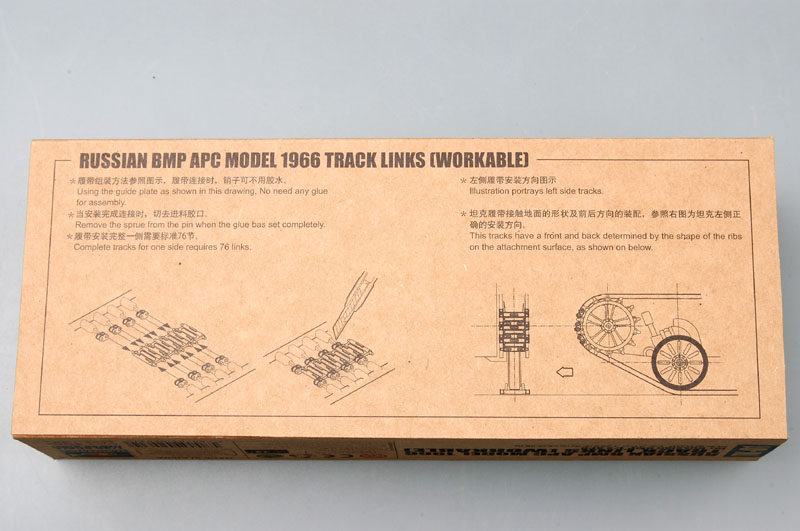 RUSSIAN BMP APC MODEL 1966 TRACK LINKS (WORKABLE)
★履带组装方法参照图示。履带连接时，销子可不用胶水。
Using the guide plate as shown in this drawing, No need any glue
for assembly.
★当安装完成连接时，切去进料胶口。
Remove the sprue from the pin when the glue bas set completely.
★履带安装完整一侧需要标准76节。
Complete tracks for one side requires 76 links.
★左侧履带安装方向图示
Illustration portrays left side tracks.
★坦克履带接触地面的形状及前后方向的装配，参照右图为坦克左侧正
确的安装方向。
This tracks have a front and back determined by the shape of the ribs
on the attachment surface, as shown on below.